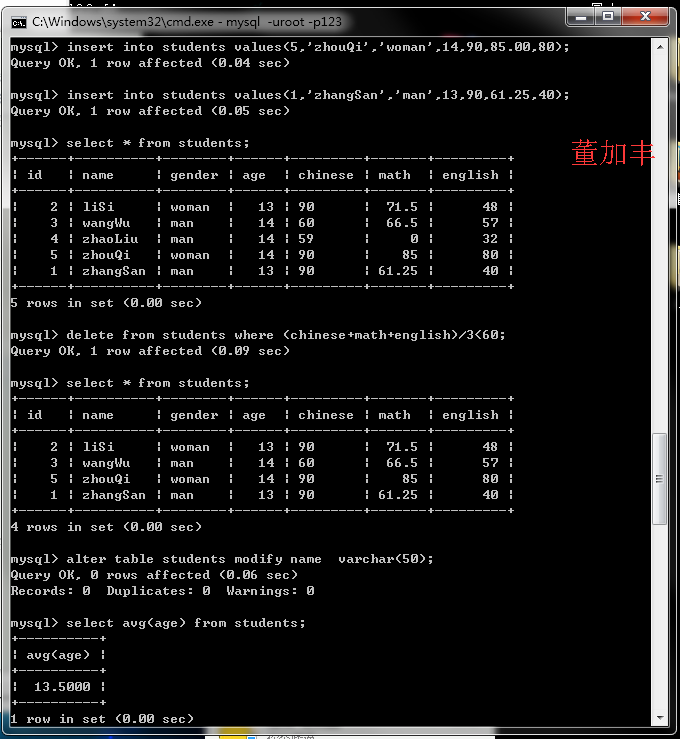 C:\Windows\system32\cmd.exe - mysql  -uroot -p123
mysql> insert into students values(5,'zhouQi','woman',14,90,85.00,80);
Query OK, 1 row affected (0.04 sec)
mysql> insert into students values(1,'zhangSan','man',13,90,61.25,40);
Query OK, 1 row affected (0.05 sec)
mysql> select * from students;
董加丰
+------+----------+--------+------+---------+-------+---------+
| id   | name     | gender | age  | chinese | math  | english |
+------+----------+--------+------+---------+-------+---------+
|    2 | liSi     | woman  |   13 | 90      |  71.5 |      48 |
|    3 | wangWu   | man    |   14 | 60      |  66.5 |      57 |
|    4 | zhaoLiu  | man    |   14 | 59      |     0 |      32 |
|    5 | zhouQi   | woman  |   14 | 90      |    85 |      80 |
|    1 | zhangSan | man    |   13 | 90      | 61.25 |      40 |
+------+----------+--------+------+---------+-------+---------+
5 rows in set (0.00 sec)
mysql> delete from students where (chinese+math+english)/3<60;
Query OK, 1 row affected (0.09 sec)
mysql> select * from students;
+------+----------+--------+------+---------+-------+---------+
| id   | name     | gender | age  | chinese | math  | english |
+------+----------+--------+------+---------+-------+---------+
|    2 | liSi     | woman  |   13 | 90      |  71.5 |      48 |
|    3 | wangWu   | man    |   14 | 60      |  66.5 |      57 |
|    5 | zhouQi   | woman  |   14 | 90      |    85 |      80 |
|    1 | zhangSan | man    |   13 | 90      | 61.25 |      40 |
+------+----------+--------+------+---------+-------+---------+
4 rows in set (0.00 sec)
mysql> alter table students modify name  varchar(50);
Query OK, 0 rows affected (0.06 sec)
Records: 0  Duplicates: 0  Warnings: 0
mysql> select avg(age) from students;
+----------+
| avg(age) |
+----------+
|  13.5000 |
+----------+
1 row in set (0.00 sec)